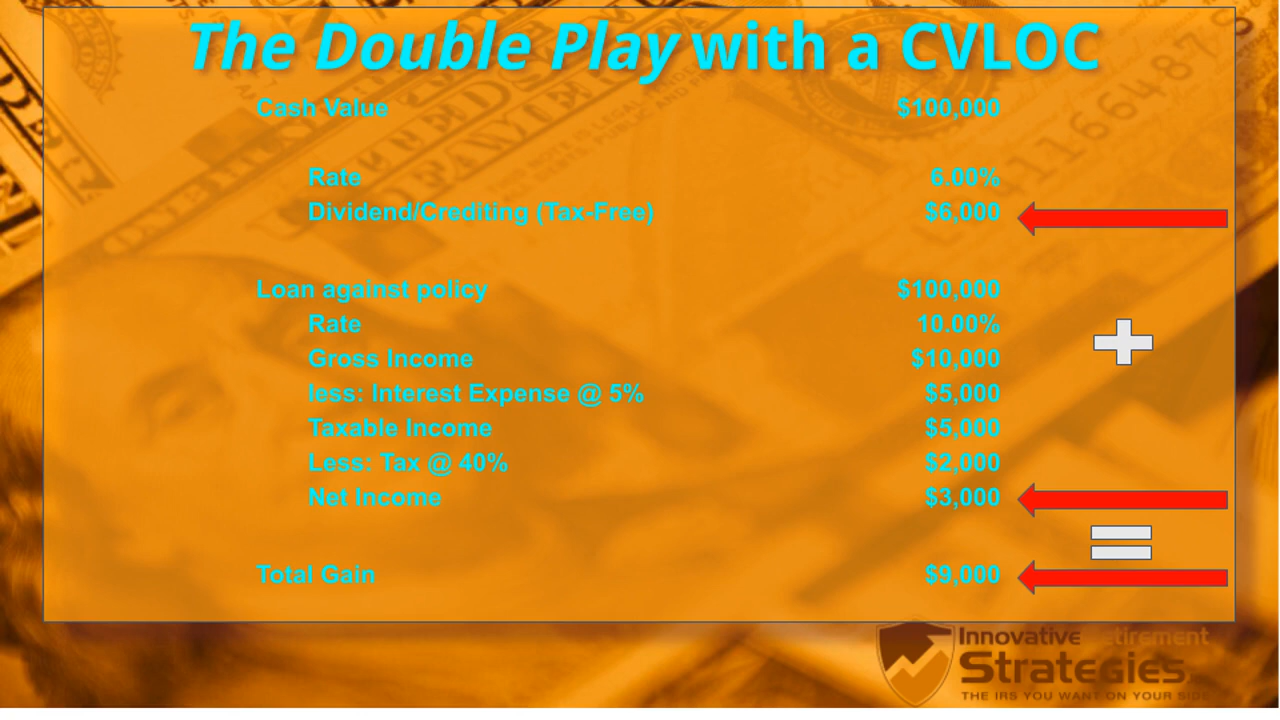 The Double Play with a CVLOC
Cash Value $100,000
Rate 6.00%
Dividend/Crediting (Tax-Free) $6,000
Loan against policy $100,000
Rate 10.00%
Gross Income $10,000
less: Interest Expense @ 5% $5,000
Taxable Income $5,000
Less: Tax @ 40% $2,000
Net Income $3,000
Total Gain $9,000
Innovative Retirement
Strategies
THE IRS YOU WANT ON YOUR SIDE